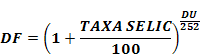 DF = (1 + TAXA SELIC / 100)^(DU/252)